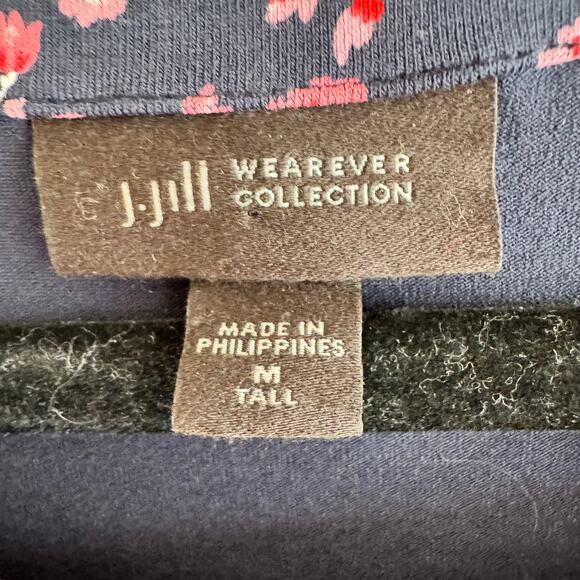 J.Jill WEAREVER
COLLECTION
MADE IN
PHILIPPINES
M
TALL